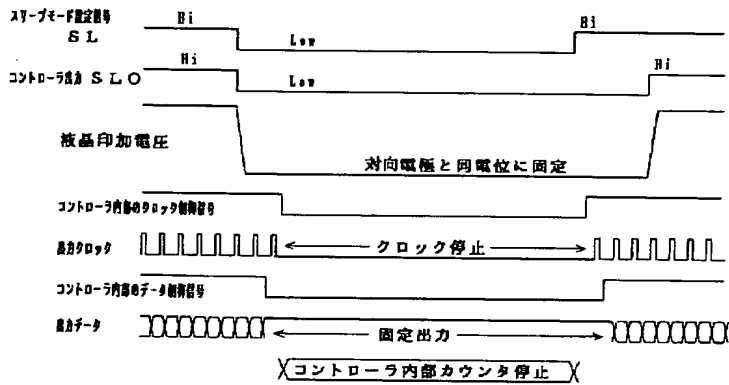 スリープモード設定信号 Hi Hi
SL Low
Hi Hi
コントローラ出力 SLO Low
液晶印加電圧
対向電極と同電位に固定
コントローラ内部のクロック制御信号
出力クロック クロック停止
コントローラ内部のデータ制御信号
出力データ 固定出力
コントローラ内部カウンタ停止